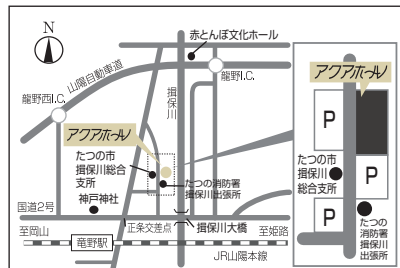 N
赤とんぼ文化ホール
山陽自動車道
龍野I.C.
龍野西I.C.
揖保川
アクアホール
たつの市
揖保川総合
支所
たつの消防署
揖保川出張所
神戸神社
国道2号
至岡山
正条交差点
揖保川大橋
至姫路
竜野駅
JR山陽本線
アクアホール
P
P
たつの市
揖保川
総合支所
P
たつの
消防署
揖保川
出張所